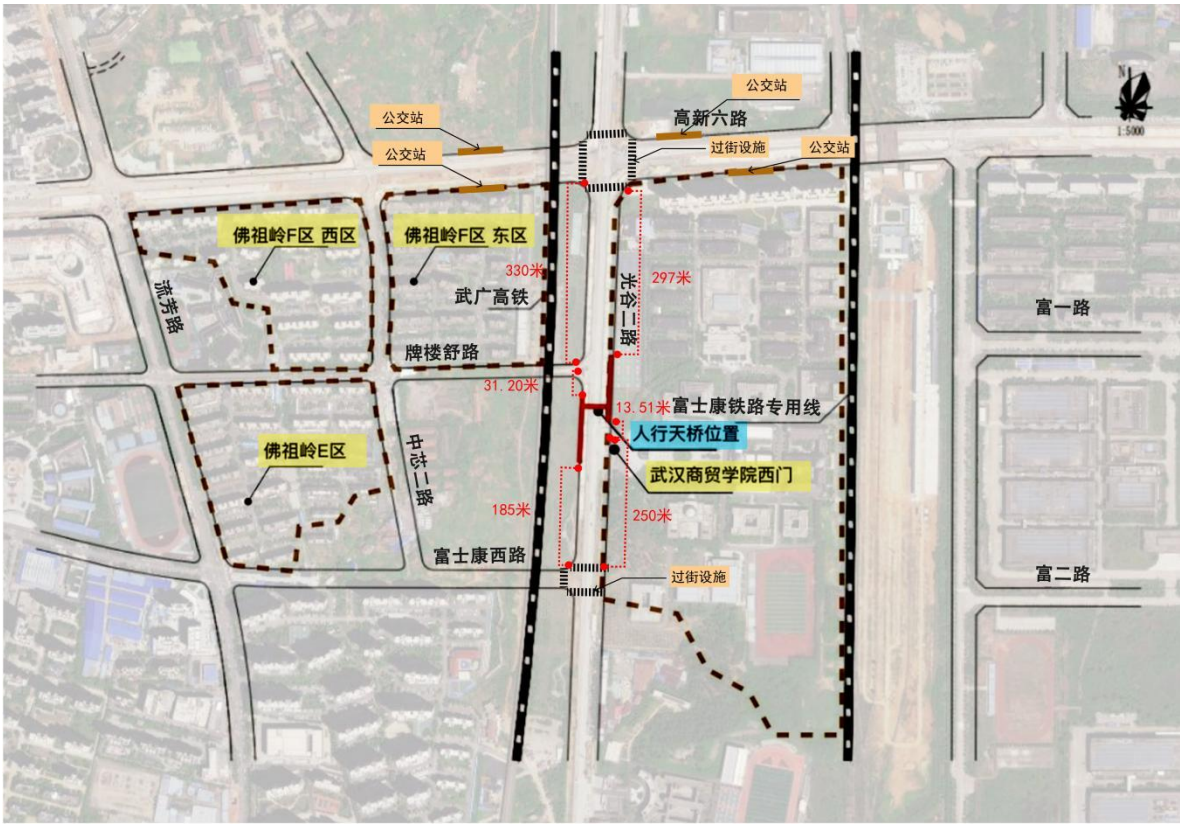 N
1:5000
公交站
高新六路
公交站
过街设施
公交站
公交站
佛祖岭F区 西区
佛祖岭F区 东区
330米
297米
武广高铁
光谷二路
流芳路
富一路
牌楼舒路
31.20米
13.51米
富士康铁路专用线
人行天桥位置
佛祖岭E区
中芯二路
武汉商贸学院西门
185米
250米
富士康西路
过街设施
富二路